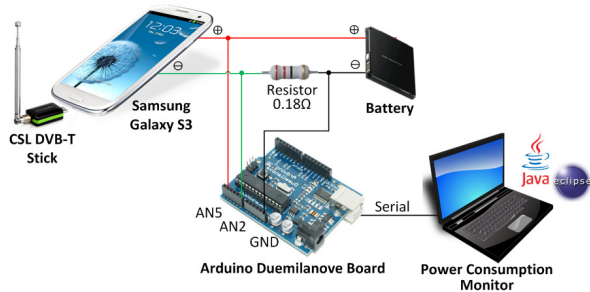 12:03
⊕
⊕
⊖
⊖
Resistor
0.18Ω
Samsung
Galaxy S3
Battery
CSL DVB-T
Stick
Java
eclipse
AN5
AN2
GND
Serial
Arduino Duemilanove Board
Power Consumption
Monitor